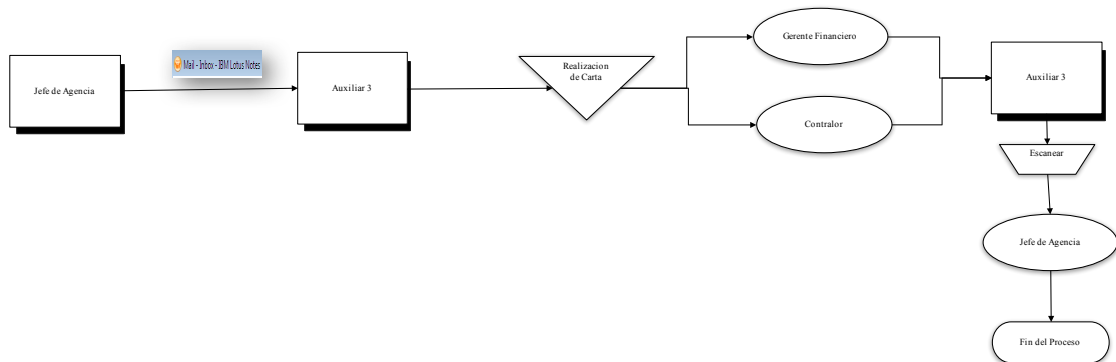 Jefe de Agencia
Mail - Inbox - IBM Lotus Notes
Auxiliar 3
Realizacion
de Carta
Gerente Financiero
Contralor
Auxiliar 3
Escanear
Jefe de Agencia
Fin del Proceso